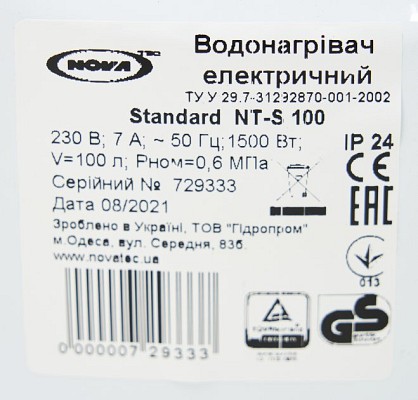 NOVA TEC
Водонагрівач
електричний
ТУ У 29.7-31292870-001-2002
Standard NT-S 100
230 В; 7 А; ~ 50 Гц; 1500 Вт;
V=100 л; Рном=0,6 МПа
IP 24
Серійний № 729333
Дата 08/2021
Зроблено в Україні, ТОВ "Гідропром"
м.Одеса, вул. Середня, 83б
www.novatec.ua
CE
EAC
013
0 000007 29333
GS